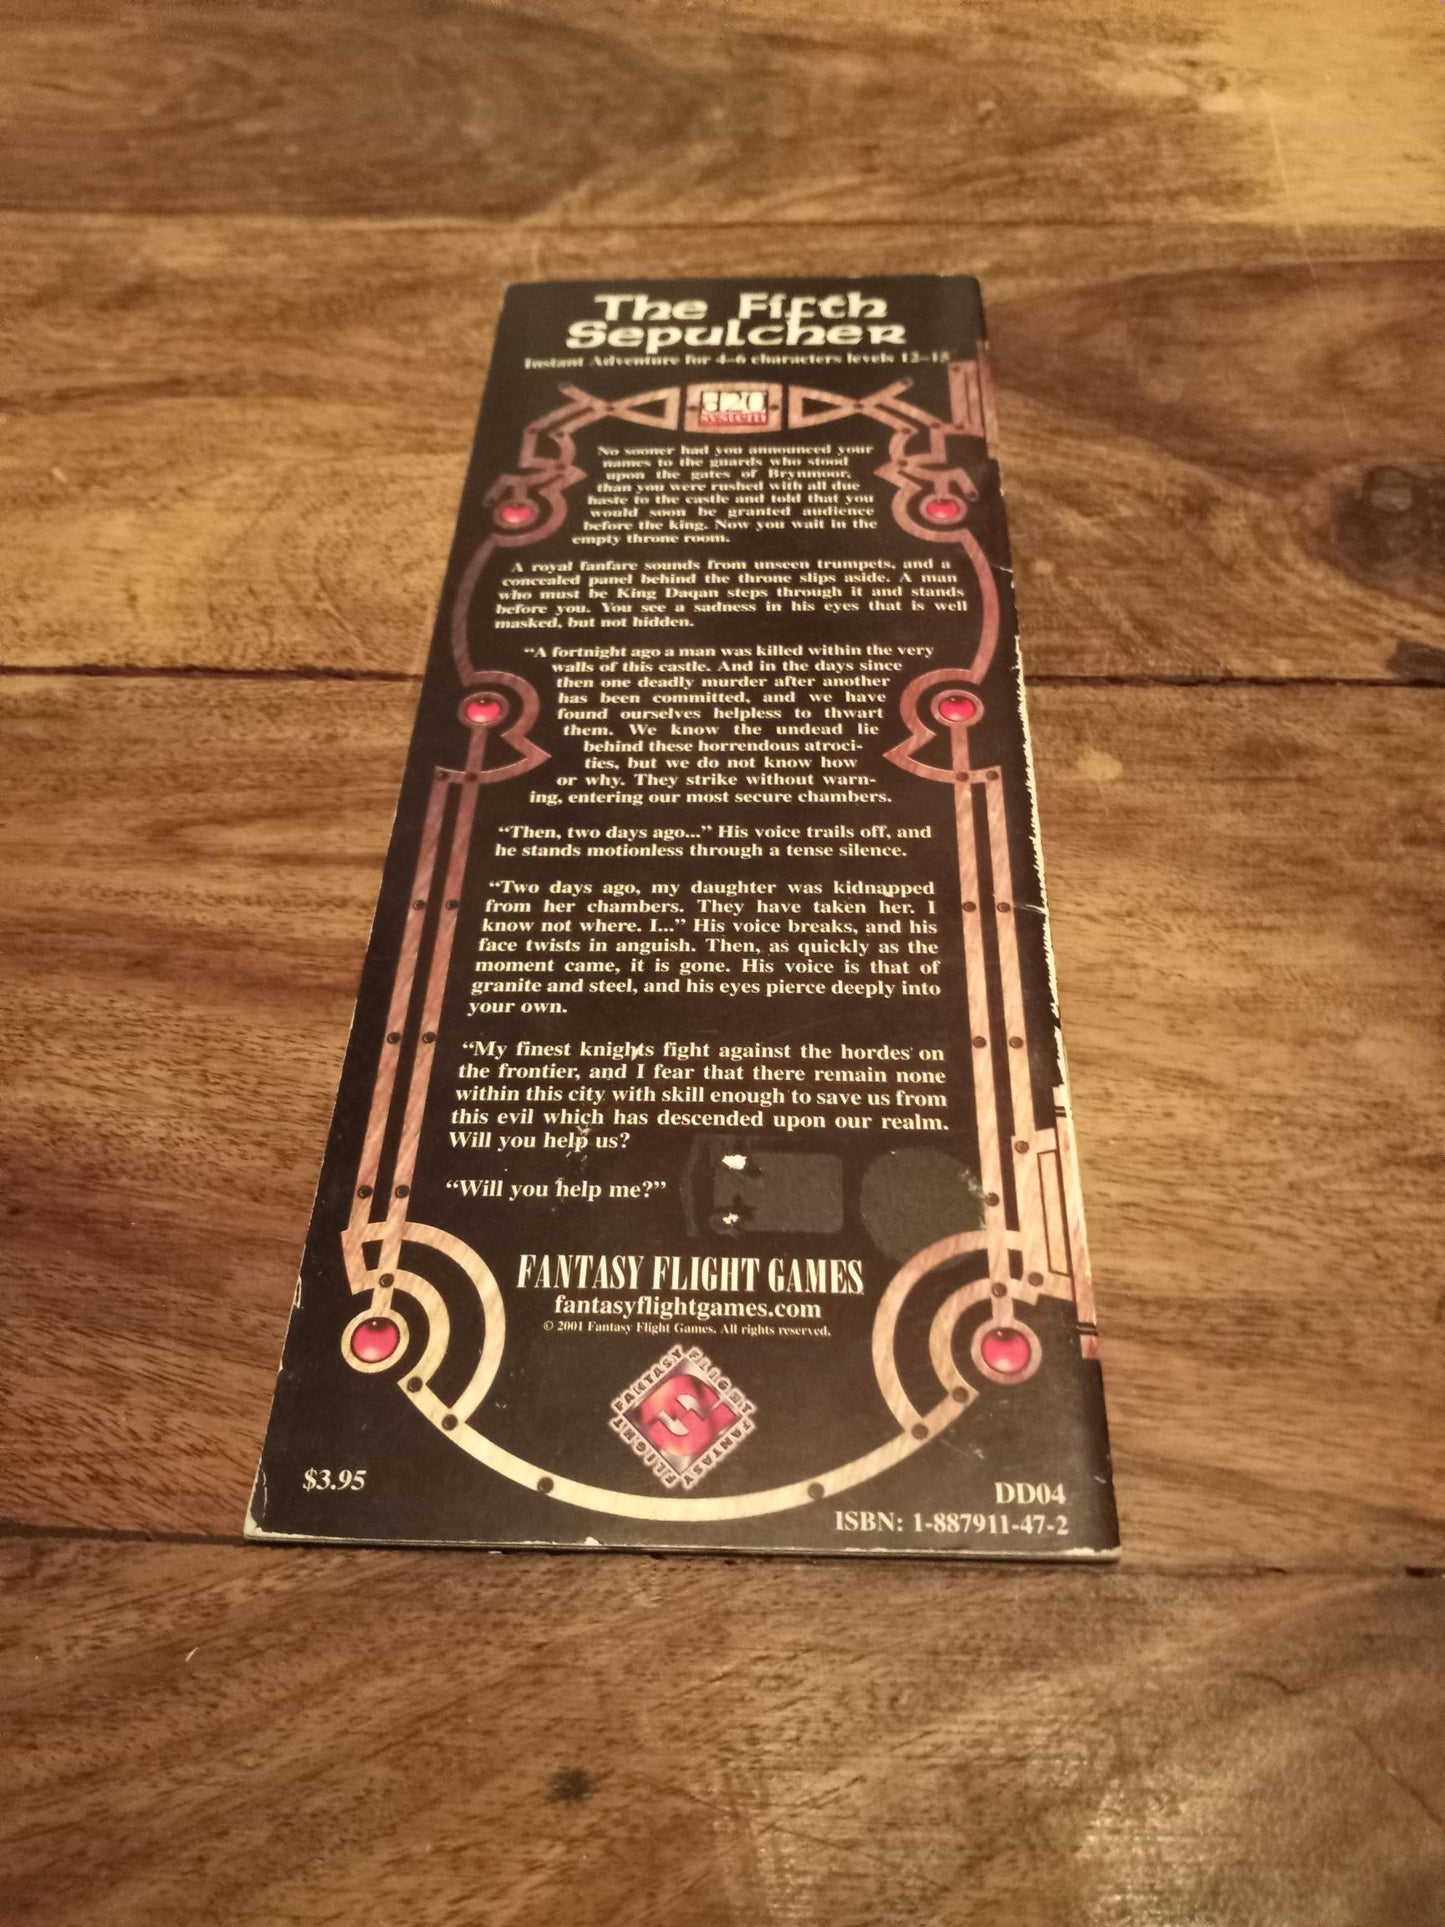 The Fifth
Sepulcher
Instant Adventure for 4-6 characters levels 12-15
d20
system
No sooner had you announced your
names to the guards who stood
upon the gates of Brynmoor,
than you were rushed with all due
haste to the castle and told that you
would soon be granted audience
before the king. Now you wait in the
empty throne room.
A royal fanfare sounds from unseen trumpets, and a
concealed panel behind the throne slips aside. A man
who must be King Daqan steps through it and stands
before you. You see a sadness in his eyes that is well
masked, but not hidden.
“A fortnight ago a man was killed within the very
walls of this castle. And in the days since
then one deadly murder after another
has been committed, and we have
found ourselves helpless to thwart
them. We know the undead lie
behind these horrendous atroci-
ties, but we do not know how
or why. They strike without warn-
ing, entering our most secure chambers.
“Then, two days ago...” His voice trails off, and
he stands motionless through a tense silence.
“Two days ago, my daughter was kidnapped
from her chambers. They have taken her. I
know not where. I...” His voice breaks, and his
face twists in anguish. Then, as quickly as the
moment came, it is gone. His voice is that of
granite and steel, and his eyes pierce deeply into
your own.
“My finest knights fight against the hordes on
the frontier, and I fear that there remain none
within this city with skill enough to save us from
this evil which has descended upon our realm.
Will you help us?
“Will you help me?”
FANTASY FLIGHT GAMES
fantasyflightgames.com
© 2001 Fantasy Flight Games. All rights reserved.
FANTASY FLIGHT
FANTASY FLIGHT
$3.95
DD04
ISBN: 1-887911-47-2